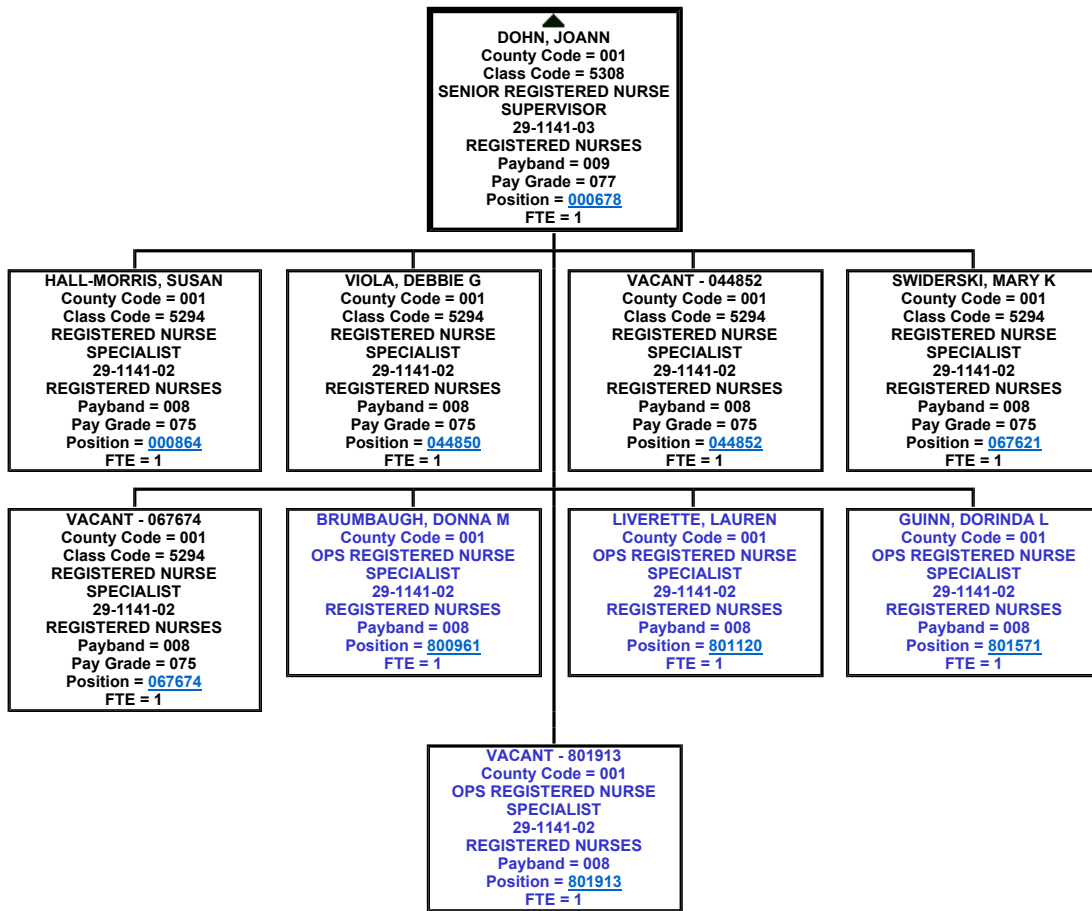 DOHN, JOANN
County Code = 001
Class Code = 5308
SENIOR REGISTERED NURSE
SUPERVISOR
29-1141-03
REGISTERED NURSES
Payband = 009
Pay Grade = 077
Position = 000678
FTE = 1
HALL-MORRIS, SUSAN
County Code = 001
Class Code = 5294
REGISTERED NURSE
SPECIALIST
29-1141-02
REGISTERED NURSES
Payband = 008
Pay Grade = 075
Position = 000864
FTE = 1
VIOLA, DEBBIE G
County Code = 001
Class Code = 5294
REGISTERED NURSE
SPECIALIST
29-1141-02
REGISTERED NURSES
Payband = 008
Pay Grade = 075
Position = 044850
FTE = 1
VACANT - 044852
County Code = 001
Class Code = 5294
REGISTERED NURSE
SPECIALIST
29-1141-02
REGISTERED NURSES
Payband = 008
Pay Grade = 075
Position = 044852
FTE = 1
SWIDERSKI, MARY K
County Code = 001
Class Code = 5294
REGISTERED NURSE
SPECIALIST
29-1141-02
REGISTERED NURSES
Payband = 008
Pay Grade = 075
Position = 067621
FTE = 1
VACANT - 067674
County Code = 001
Class Code = 5294
REGISTERED NURSE
SPECIALIST
29-1141-02
REGISTERED NURSES
Payband = 008
Pay Grade = 075
Position = 067674
FTE = 1
BRUMBAUGH, DONNA M
County Code = 001
OPS REGISTERED NURSE
SPECIALIST
29-1141-02
REGISTERED NURSES
Payband = 008
Position = 800961
FTE = 1
LIVERETTE, LAUREN
County Code = 001
OPS REGISTERED NURSE
SPECIALIST
29-1141-02
REGISTERED NURSES
Payband = 008
Position = 801120
FTE = 1
GUINN, DORINDA L
County Code = 001
OPS REGISTERED NURSE
SPECIALIST
29-1141-02
REGISTERED NURSES
Payband = 008
Position = 801571
FTE = 1
VACANT - 801913
County Code = 001
OPS REGISTERED NURSE
SPECIALIST
29-1141-02
REGISTERED NURSES
Payband = 008
Position = 801913
FTE = 1